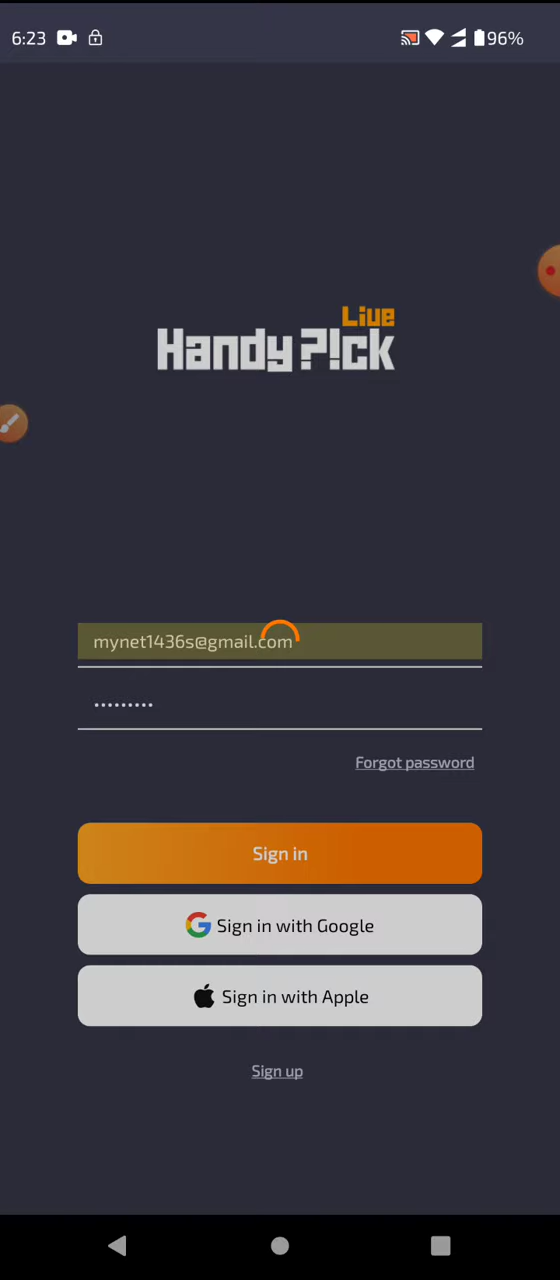 6:23
96%
Live
Handy P!ck
mynet1436s@gmail.com
•••••••••
Forgot password
Sign in
Sign in with Google
Sign in with Apple
Sign up